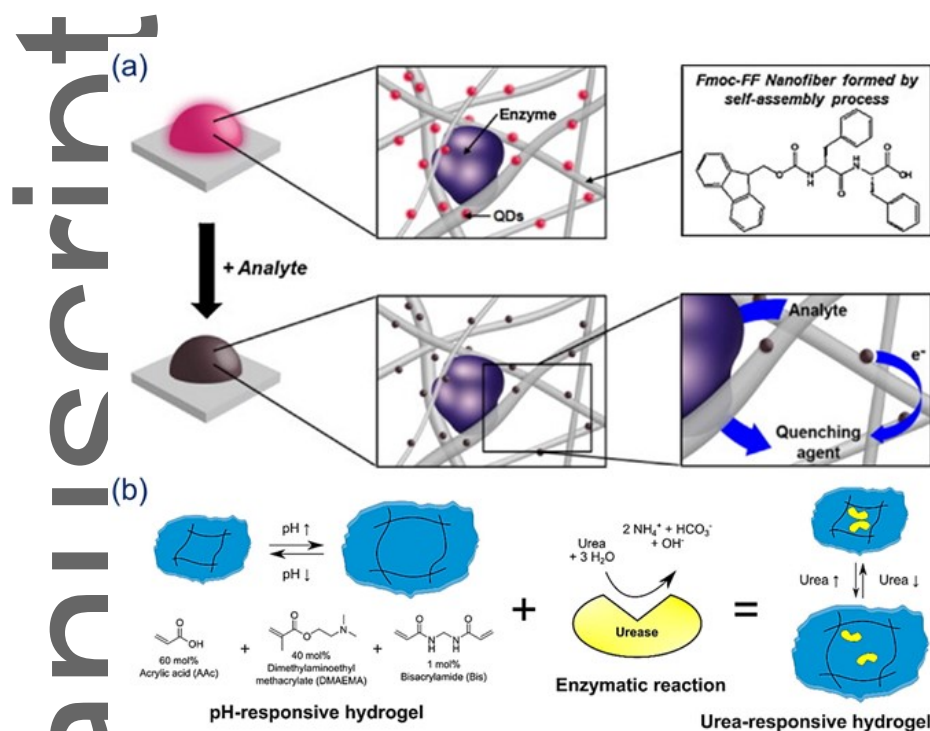 anuscript
(a)
Enzyme
QDs
Fmoc-FF Nanofiber formed by
self-assembly process
O
O
N
H
O
H
N
O
OH
+ Analyte
Analyte
e-
Quenching
agent
(b)
pH ↑
pH ↓
O
OH
60 mol%
Acrylic acid (AAc)
+
O
O
N
40 mol%
Dimethylaminoethyl
methacrylate (DMAEMA)
+
O
O
N
H
N
H
1 mol%
Bisacrylamide (Bis)
pH-responsive hydrogel
+
Urea
+ 3 H₂O
2 NH₄⁺ + HCO₃⁻
+ OH⁻
Urease
Enzymatic reaction
=
Urea ↑
Urea ↓
Urea-responsive hydrogel